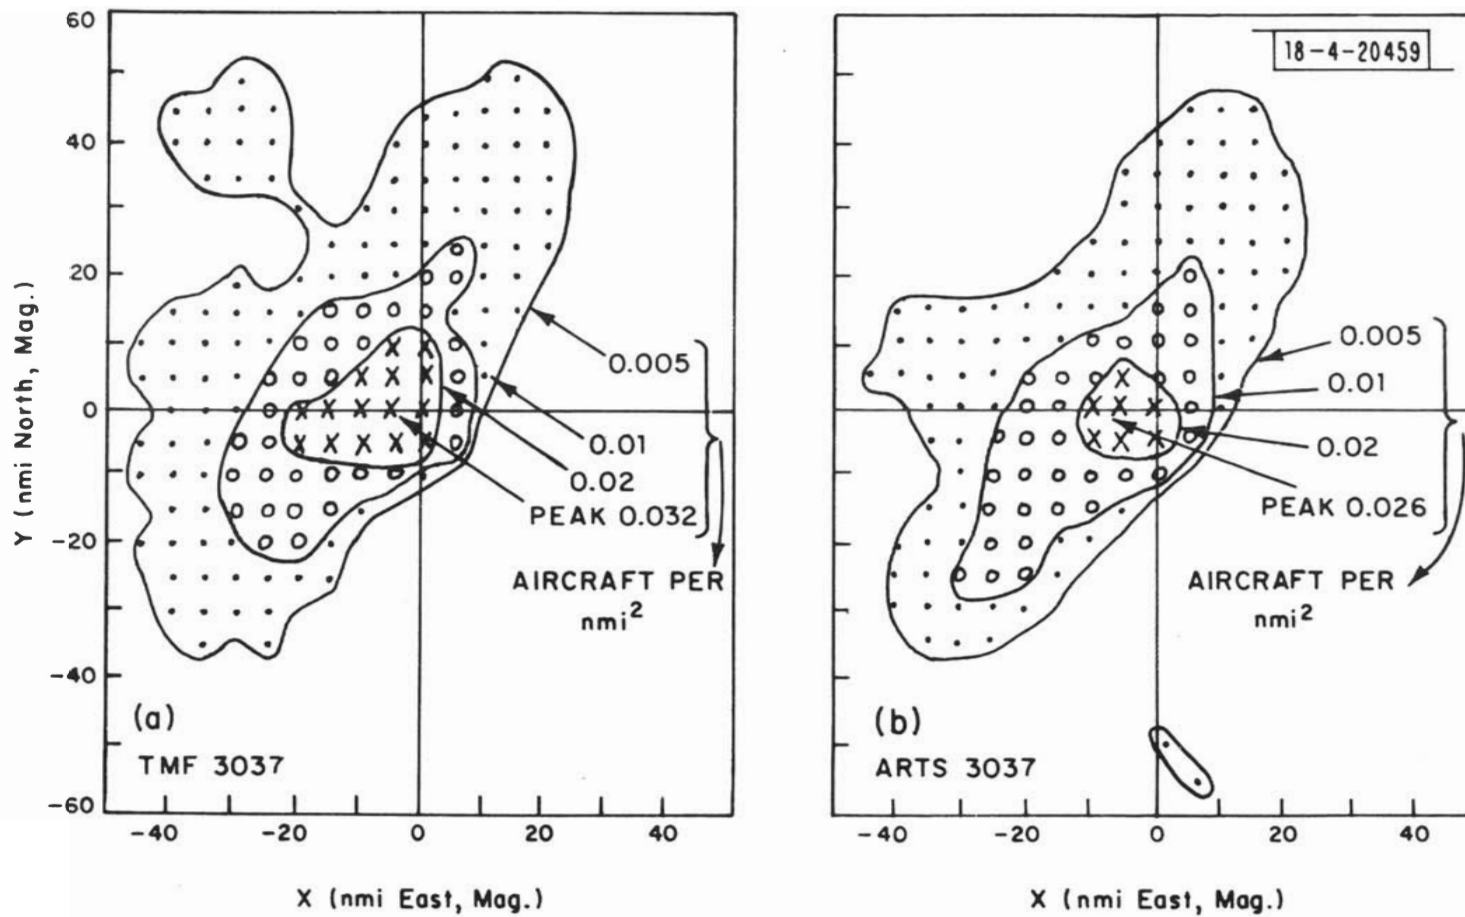 18-4-20459
60
40
20
0
-20
-40
-60
Y (nmi North, Mag.)
0.005
0.01
0.02
PEAK 0.032
AIRCRAFT PER
nmi²
(a)
TMF 3037
-40 -20 0 20 40
X (nmi East, Mag.)
0.005
0.01
0.02
PEAK 0.026
AIRCRAFT PER
nmi²
(b)
ARTS 3037
-40 -20 0 20 40
X (nmi East, Mag.)